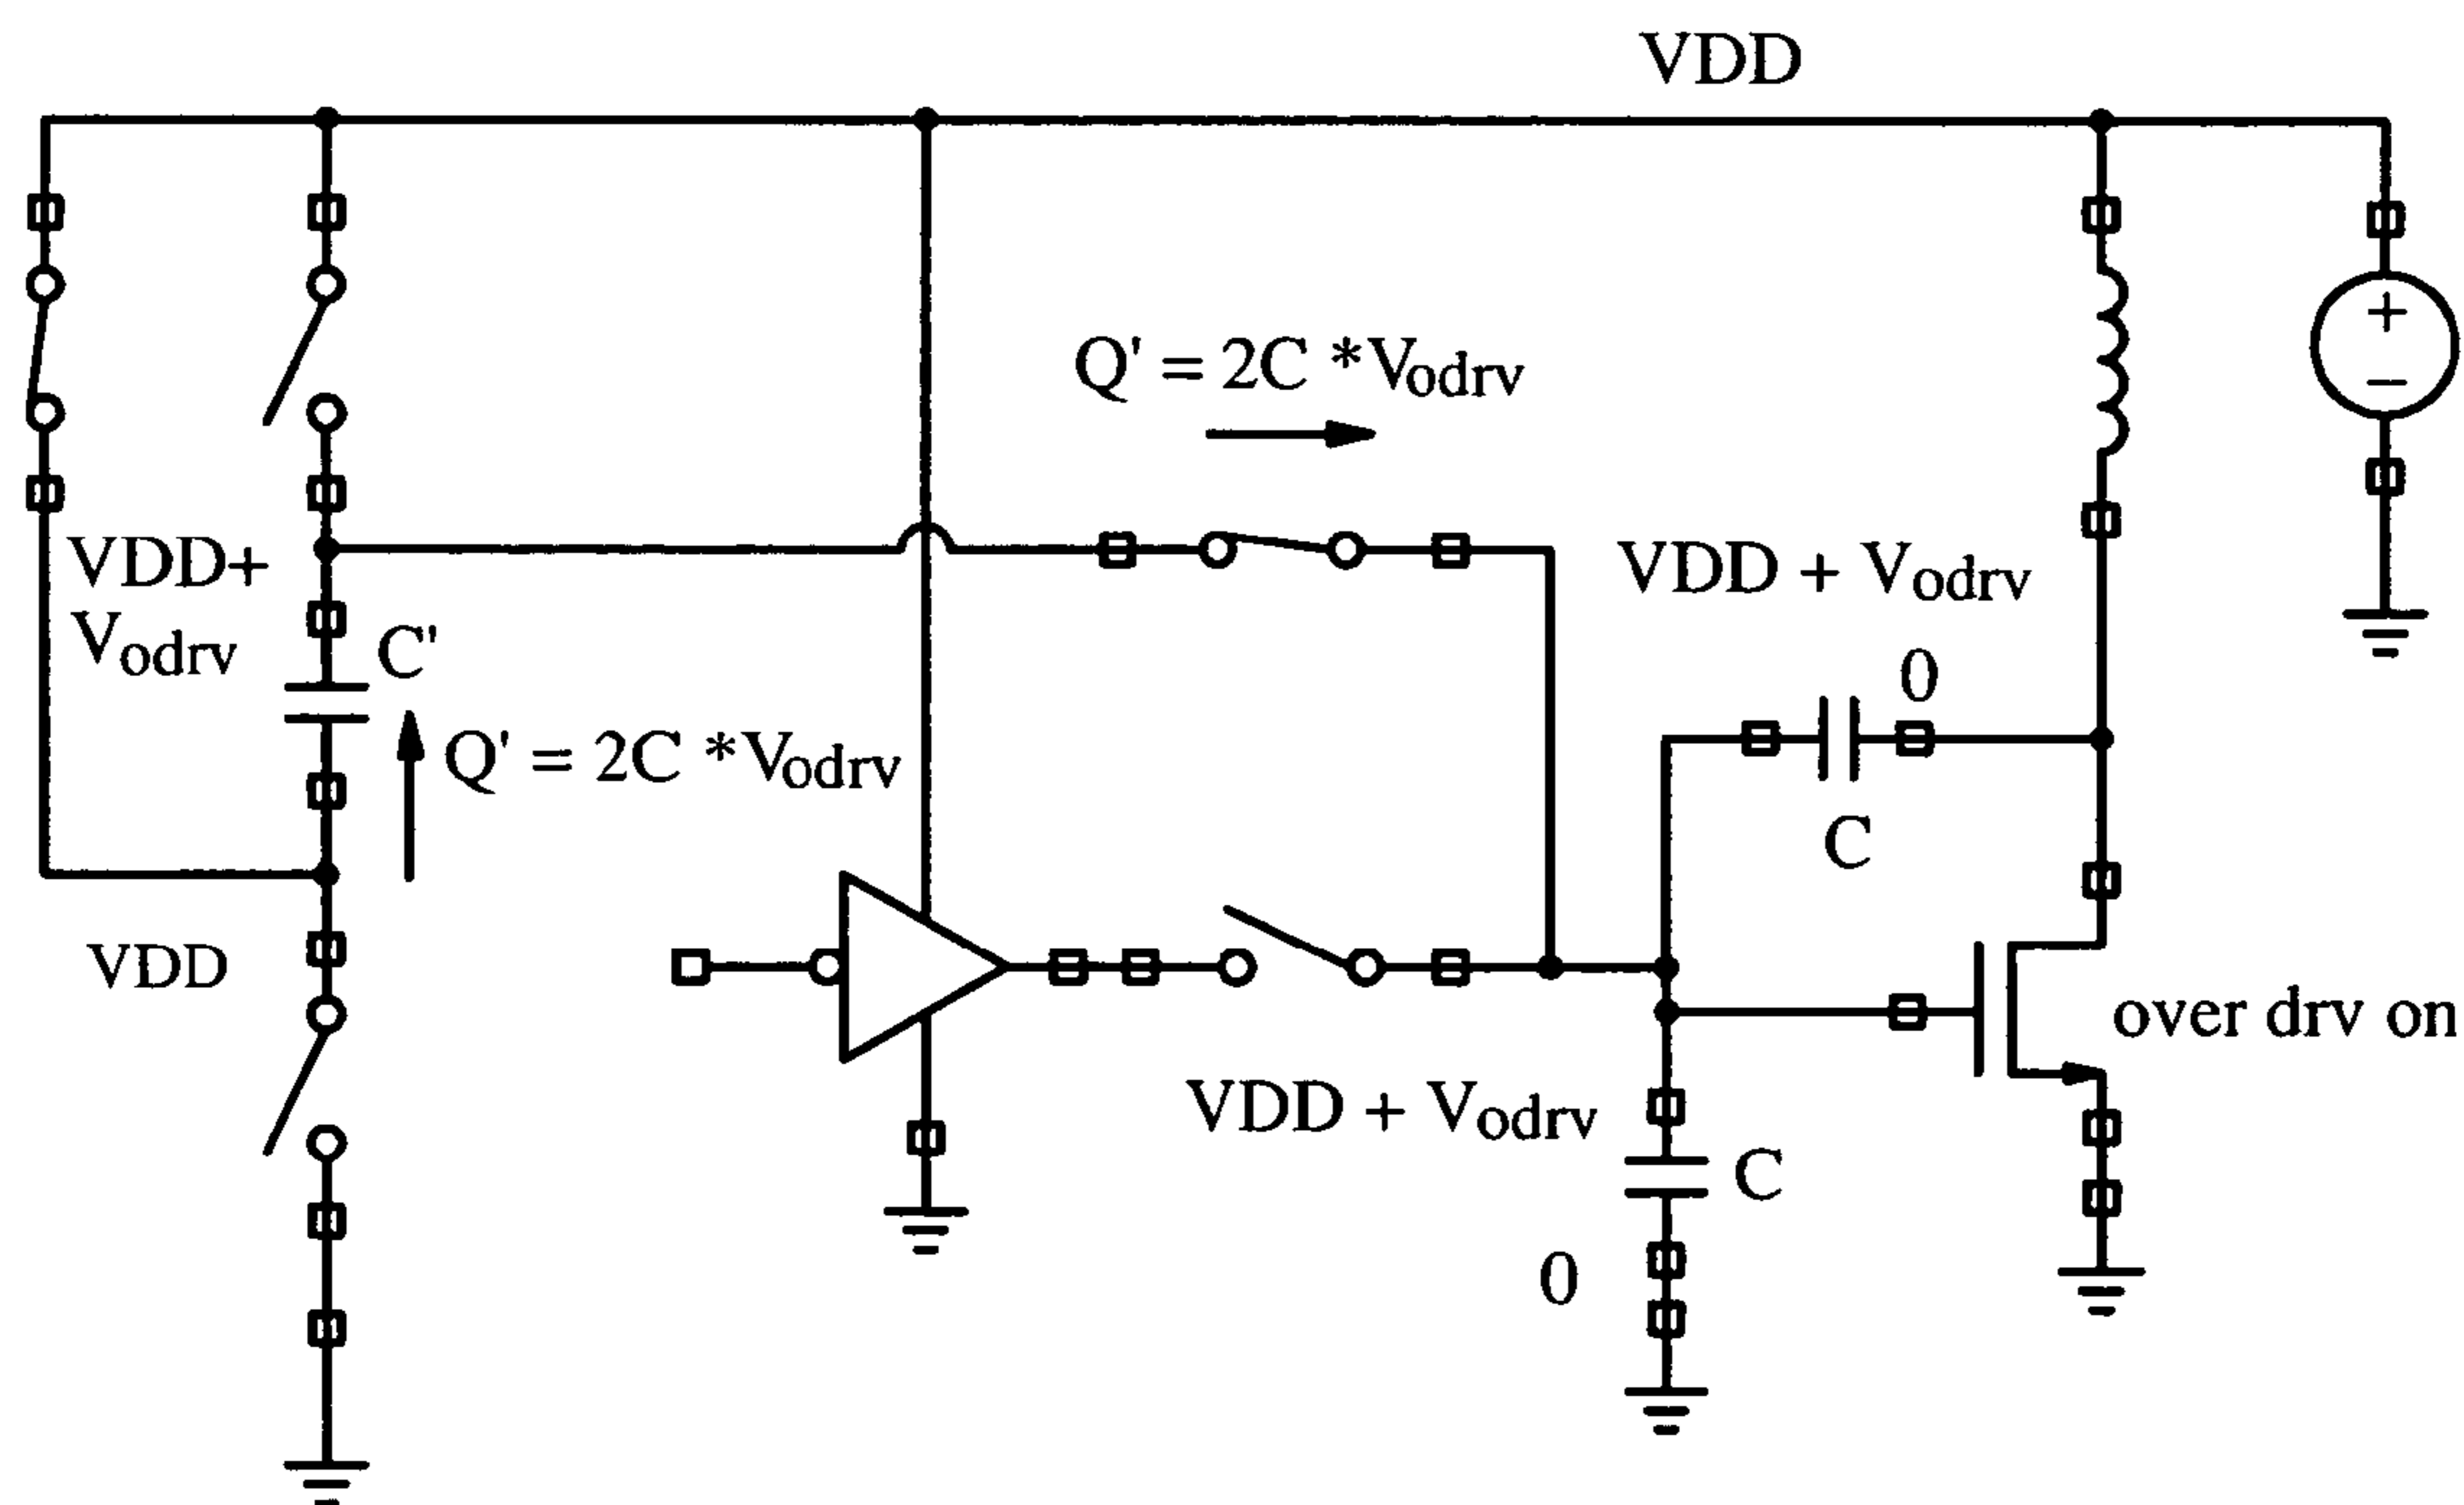 VDD
Q' = 2C *Vodrv
VDD+
Vodrv
VDD + Vodrv
C'
0
Q' = 2C *Vodrv
C
VDD
over drv on
VDD + Vodrv
C
0
+
−